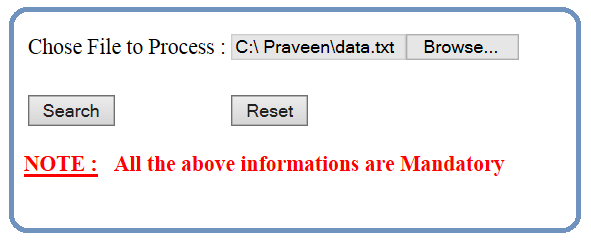 Chose File to Process : C:\ Praveen\data.txt Browse...
Search Reset
NOTE : All the above informations are Mandatory